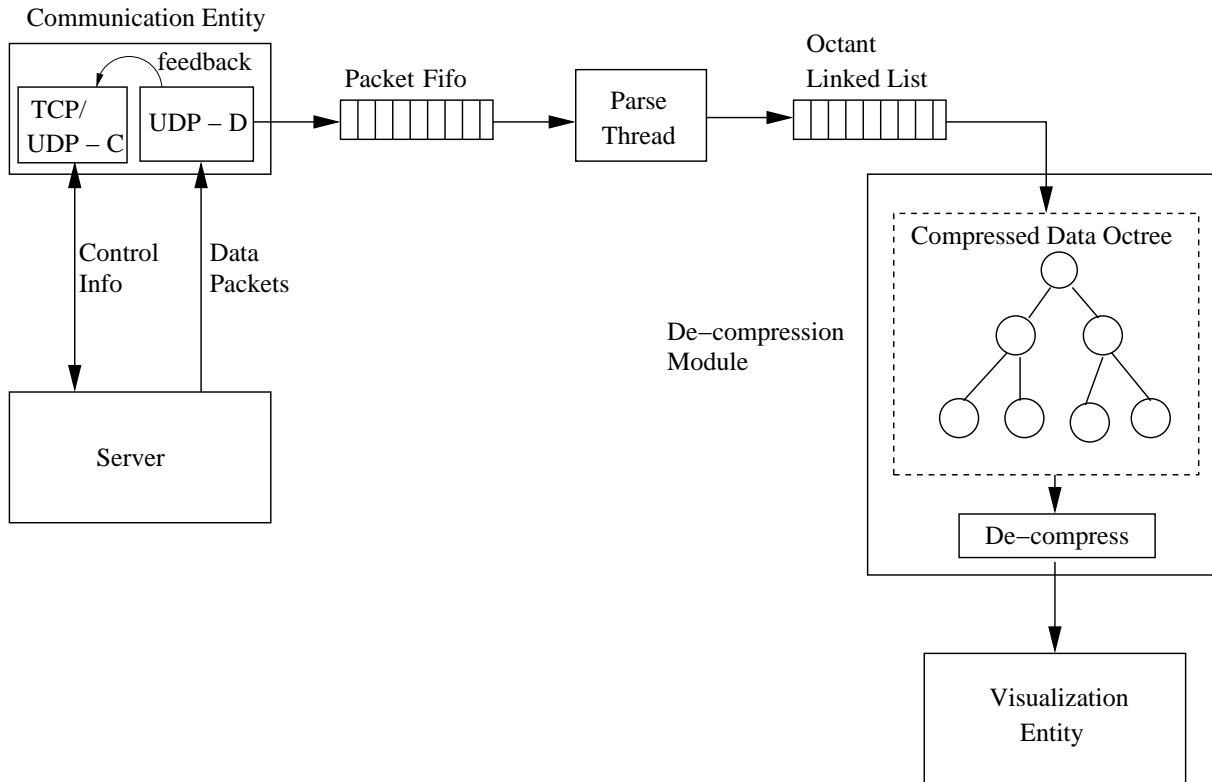 Communication Entity
feedback
TCP/
UDP – C
UDP – D
Packet Fifo
Parse
Thread
Octant
Linked List
Control
Info
Data
Packets
Server
De–compression
Module
Compressed Data Octree
De–compress
Visualization
Entity